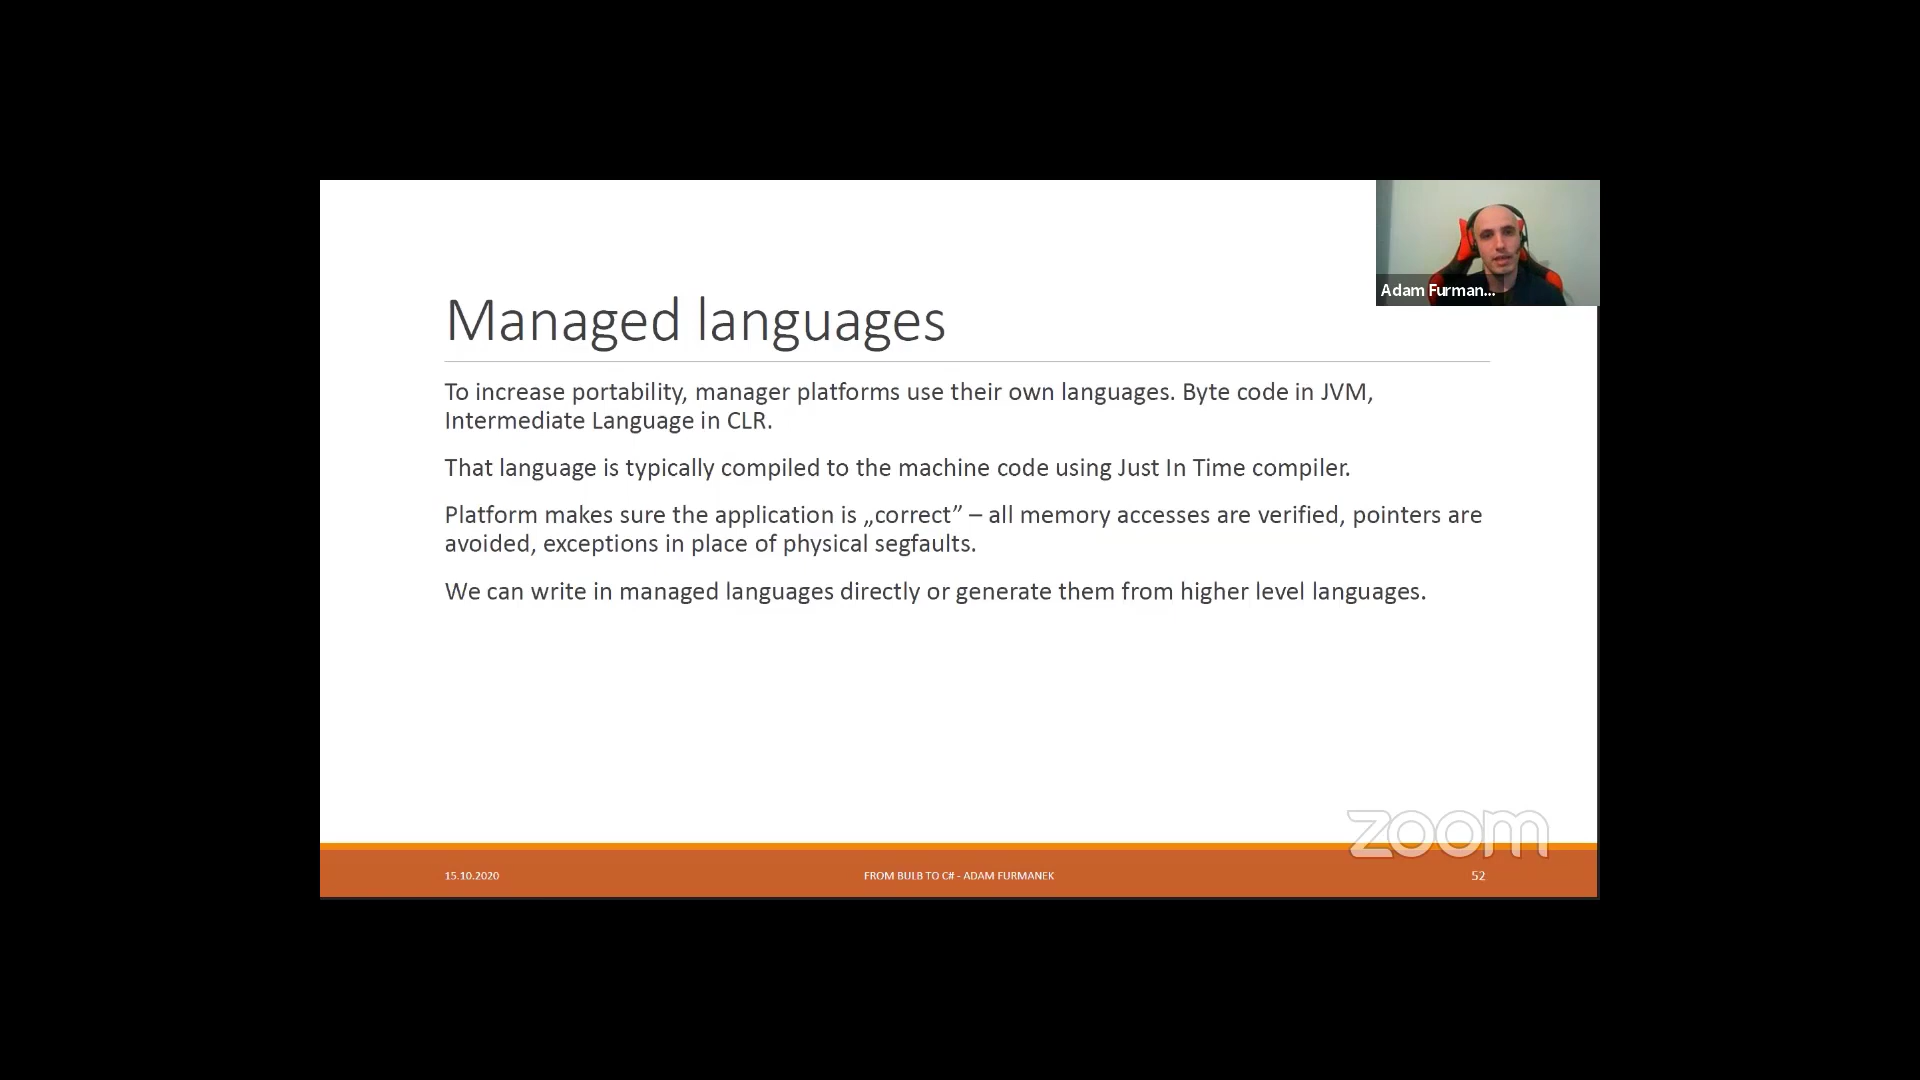 Adam Furman...
Managed languages
To increase portability, manager platforms use their own languages. Byte code in JVM,
Intermediate Language in CLR.
That language is typically compiled to the machine code using Just In Time compiler.
Platform makes sure the application is „correct” – all memory accesses are verified, pointers are
avoided, exceptions in place of physical segfaults.
We can write in managed languages directly or generate them from higher level languages.
zoom
15.10.2020
FROM BULB TO C# - ADAM FURMANEK
52